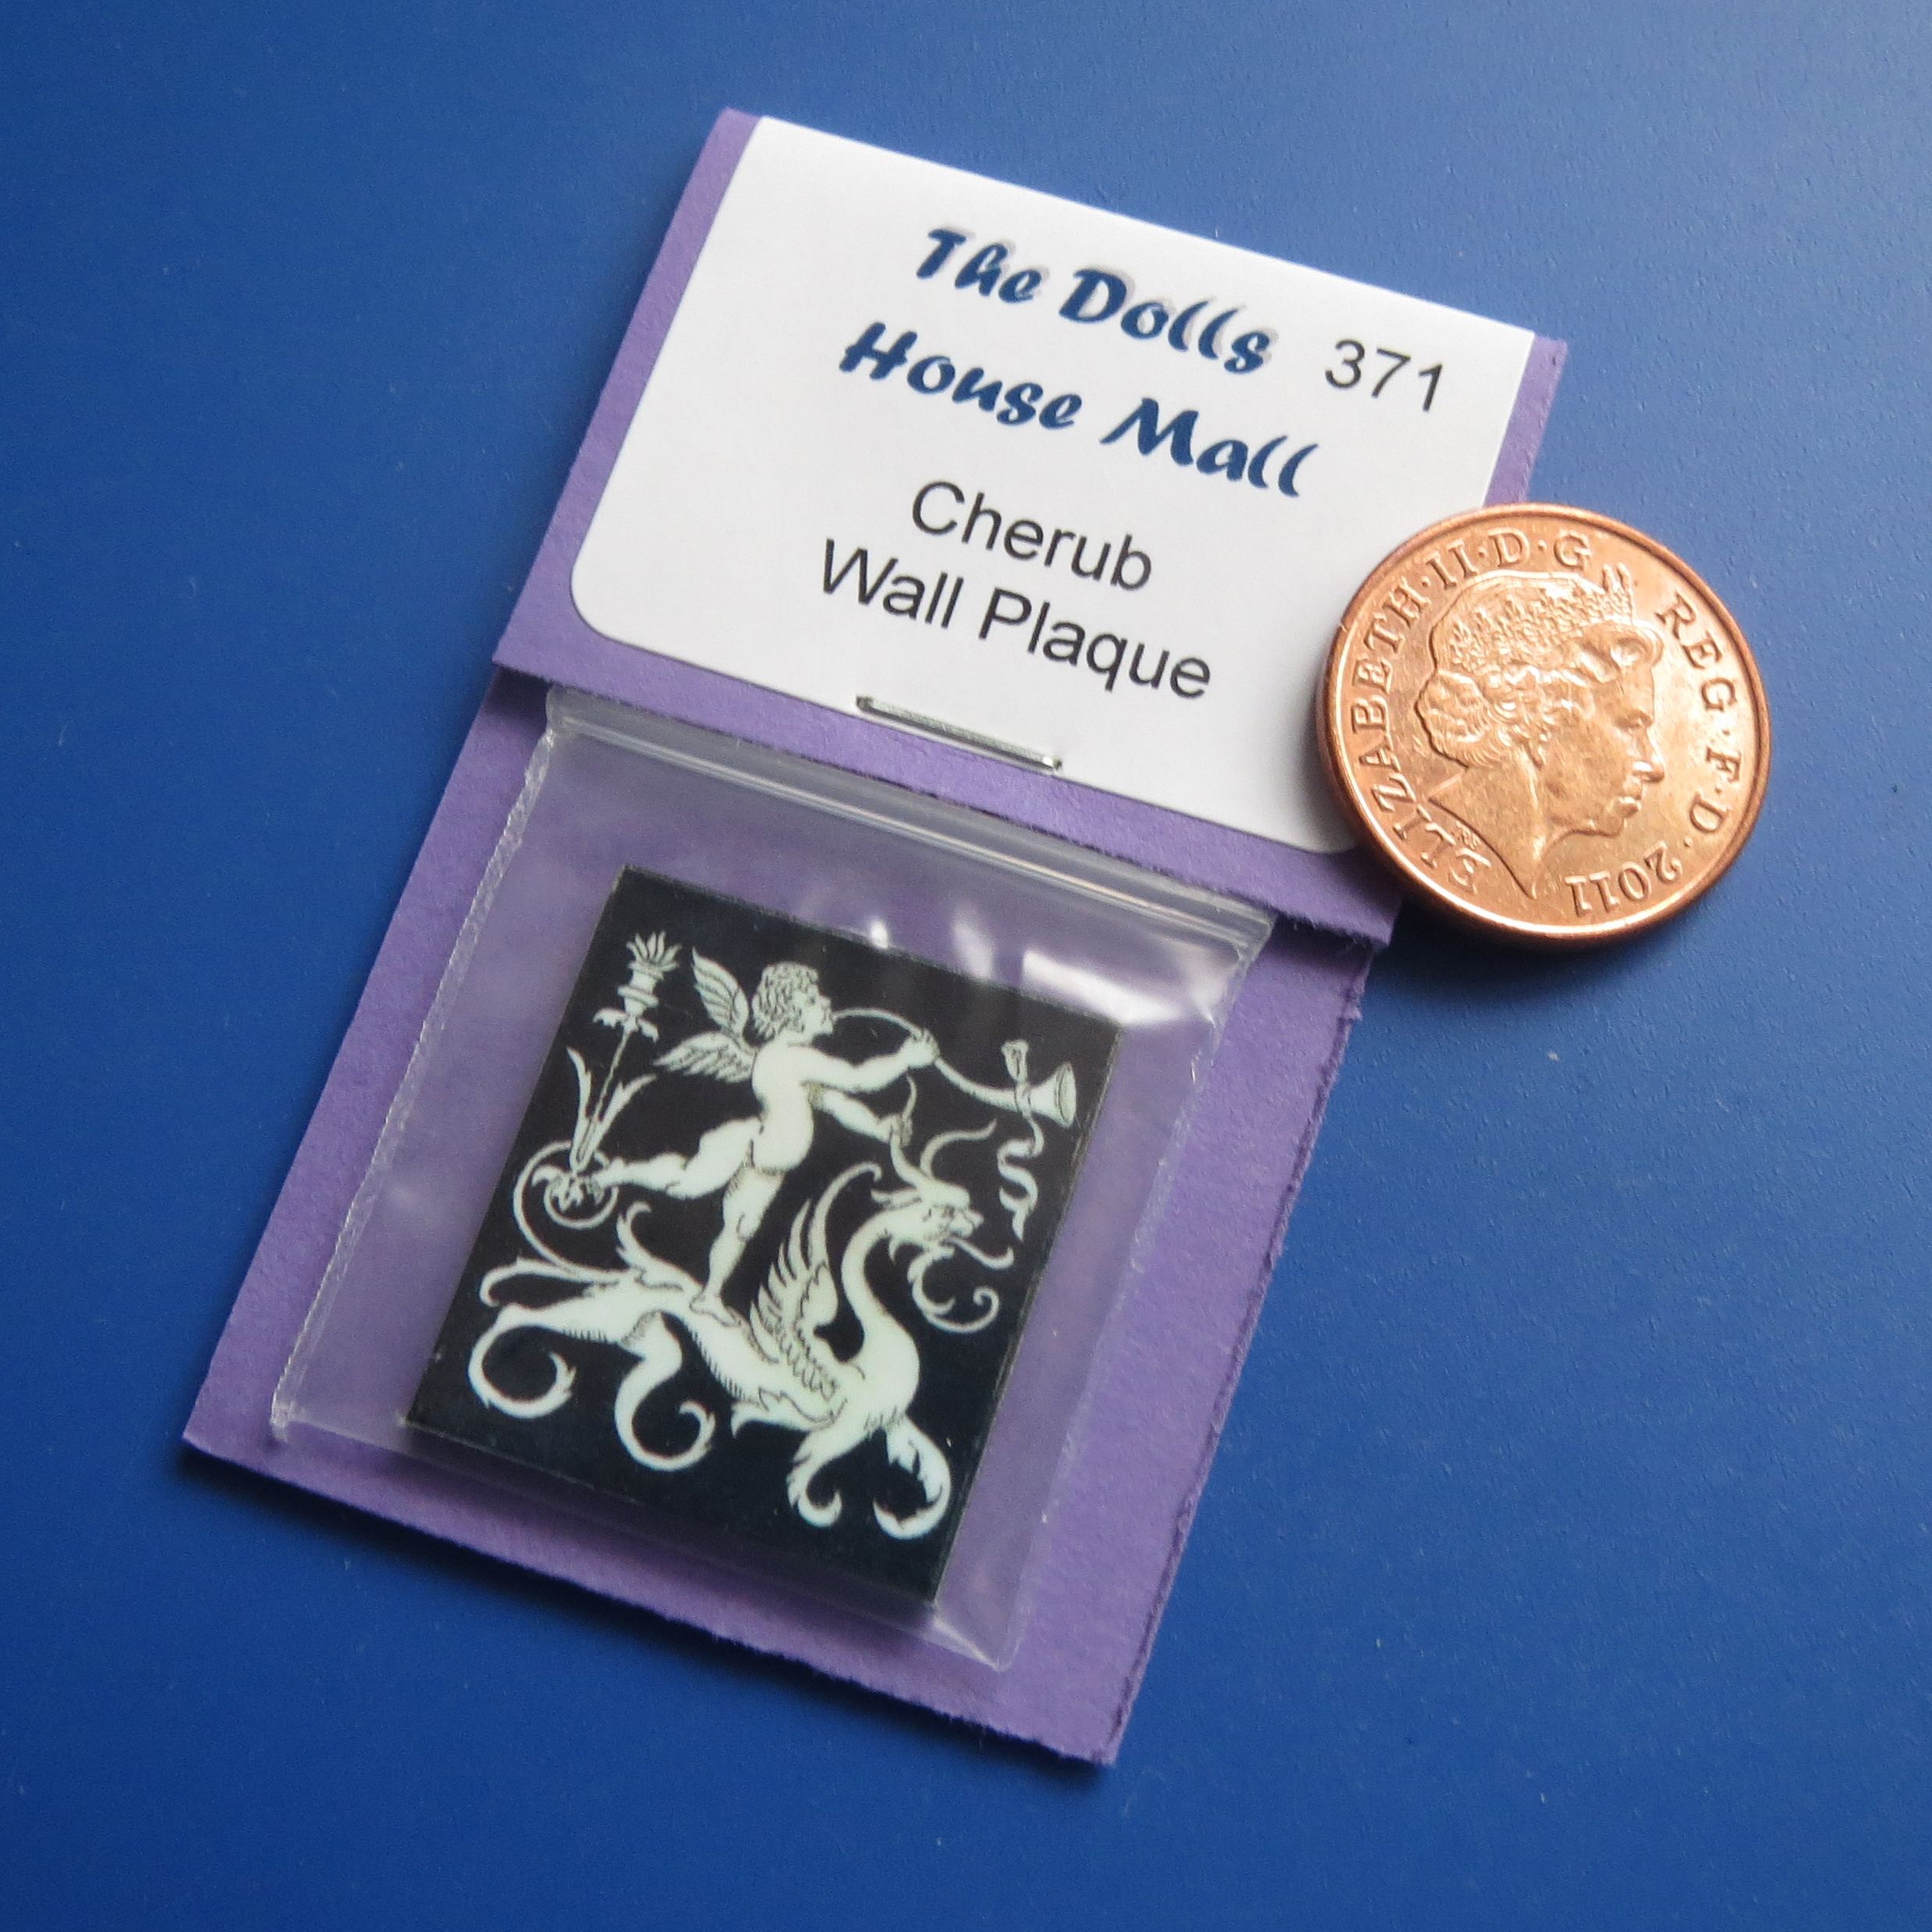 The Dolls 371
House Mall
Cherub
Wall Plaque
ELIZABETH·II·D·G REG·F·D·2011